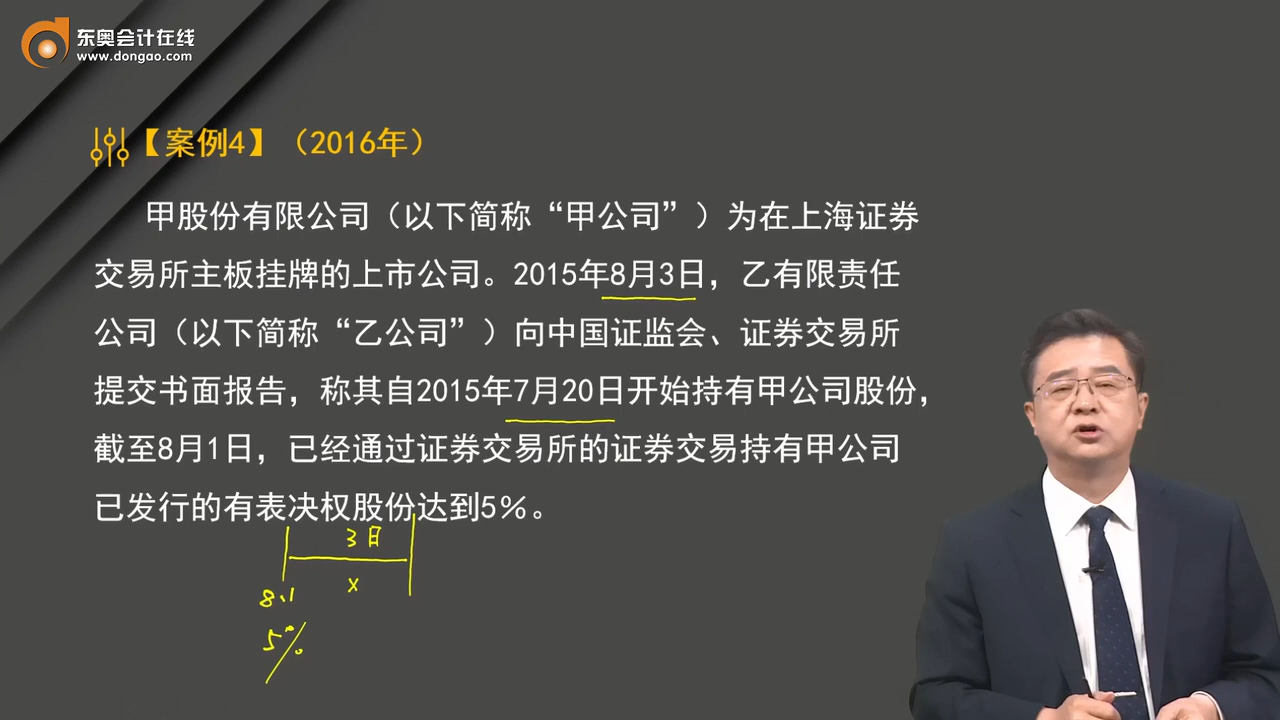 东奥会计在线
www.dongao.com
【案例4】（2016年）
甲股份有限公司（以下简称“甲公司”）为在上海证券
交易所主板挂牌的上市公司。2015年8月3日，乙有限责任
公司（以下简称“乙公司”）向中国证监会、证券交易所
提交书面报告，称其自2015年7月20日开始持有甲公司股份，
截至8月1日，已经通过证券交易所的证券交易持有甲公司
已发行的有表决权股份达到5%。
3日
x
8.1
5%